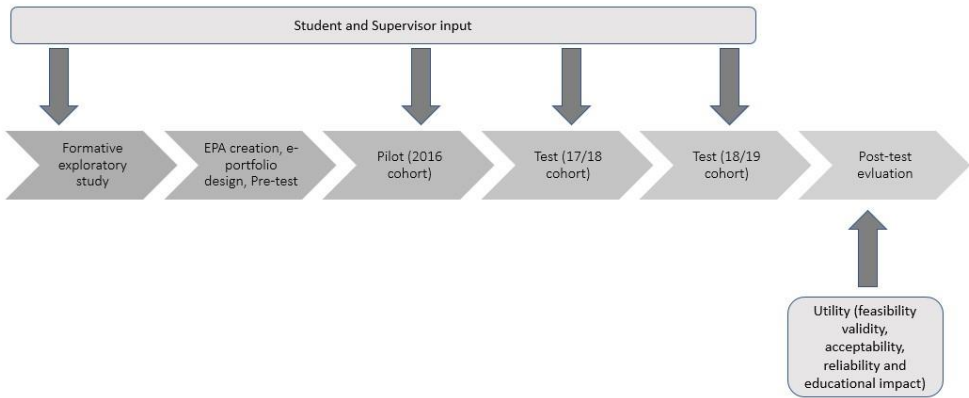 Student and Supervisor input
Formative
exploratory
study
EPA creation, e-
portfolio
design, Pre-test
Pilot (2016
cohort)
Test (17/18
cohort)
Test (18/19
cohort)
Post-test
evluation
Utility (feasibility
validity,
acceptability,
reliability and
educational impact)